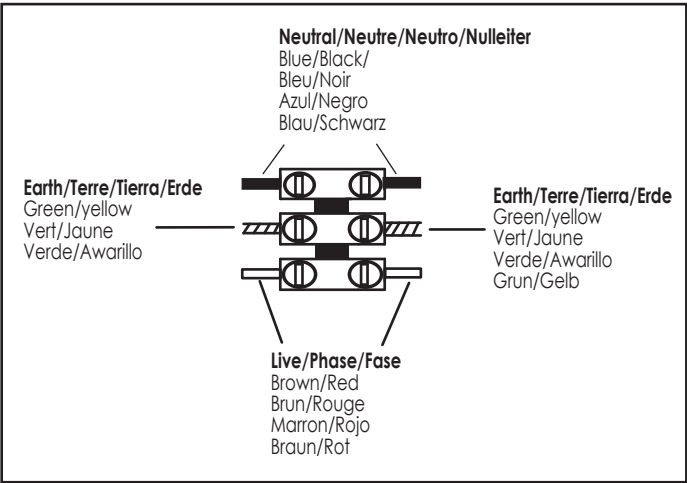 Neutral/Neutre/Neutro/Nulleiter
Blue/Black/
Bleu/Noir
Azul/Negro
Blau/Schwarz
Earth/Terre/Tierra/Erde
Green/yellow
Vert/Jaune
Verde/Awarillo
Earth/Terre/Tierra/Erde
Green/yellow
Vert/Jaune
Verde/Awarillo
Grun/Gelb
Live/Phase/Fase
Brown/Red
Brun/Rouge
Marron/Rojo
Braun/Rot